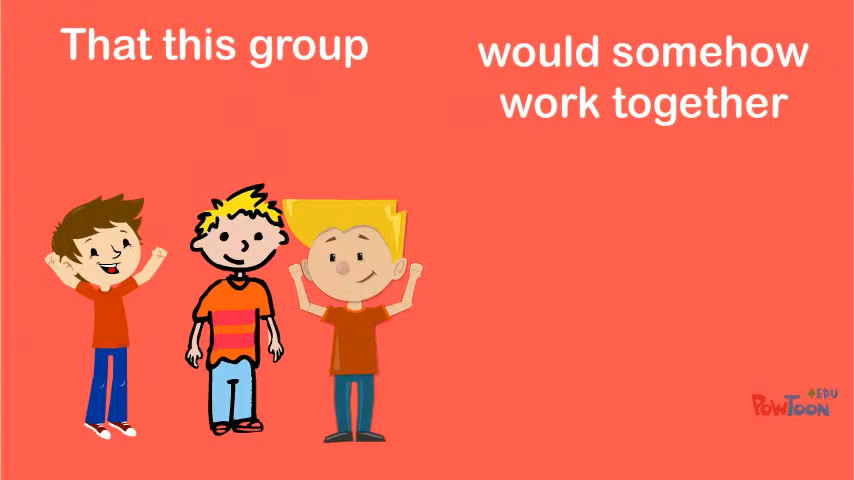 That this group
would somehow
work together
+EDU
PowToon